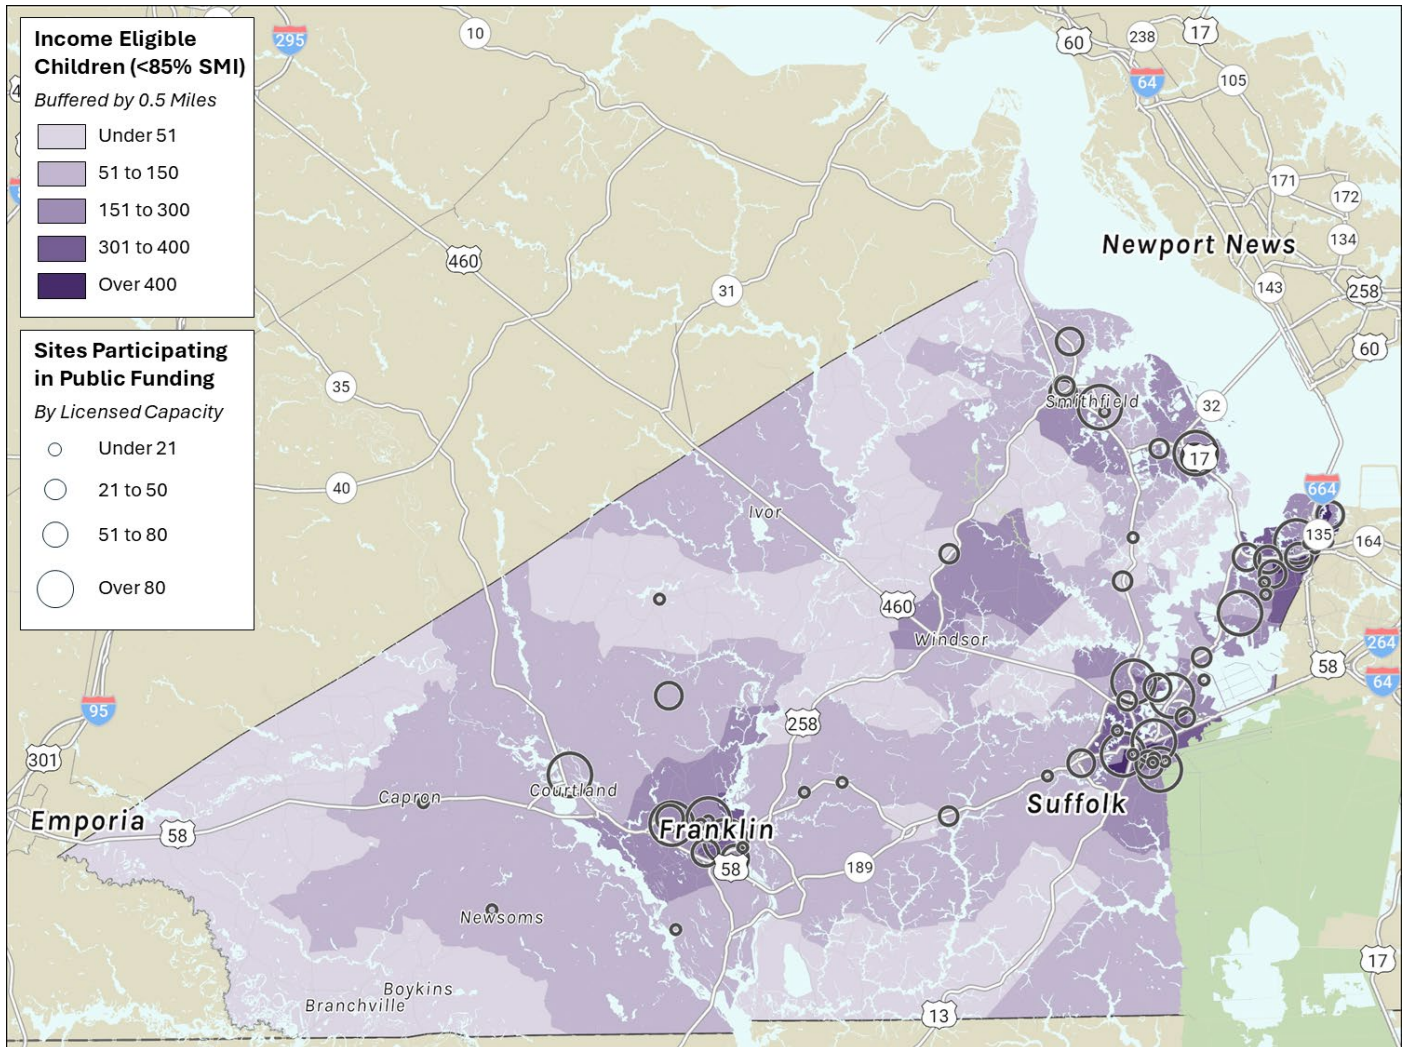 Income Eligible
Children (<85% SMI)
Buffered by 0.5 Miles
Under 51
51 to 150
151 to 300
301 to 400
Over 400
Sites Participating
in Public Funding
By Licensed Capacity
Under 21
21 to 50
51 to 80
Over 80
295
10
60
238
17
64
105
171
172
134
Newport News
143
258
60
460
31
35
32
Smithfield
17
40
664
135
164
Ivor
460
Windsor
264
58
64
95
258
301
Courtland
Capron
Suffolk
Emporia
58
Franklin
58
189
Newsoms
17
Boykins
Branchville
13